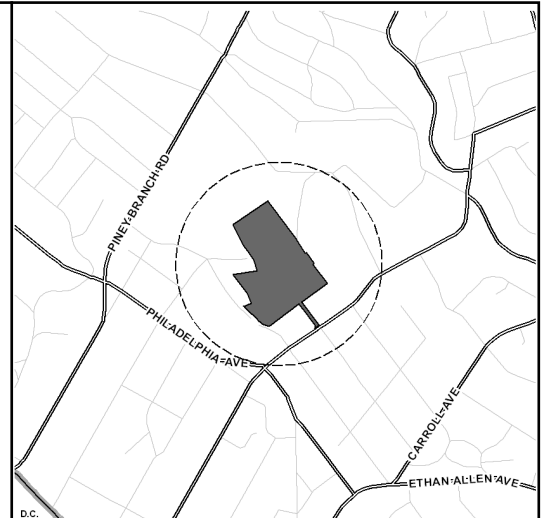 PINEY BRANCH RD
PHILADELPHIA AVE
CARROLL AVE
ETHAN ALLEN AVE
D.C.